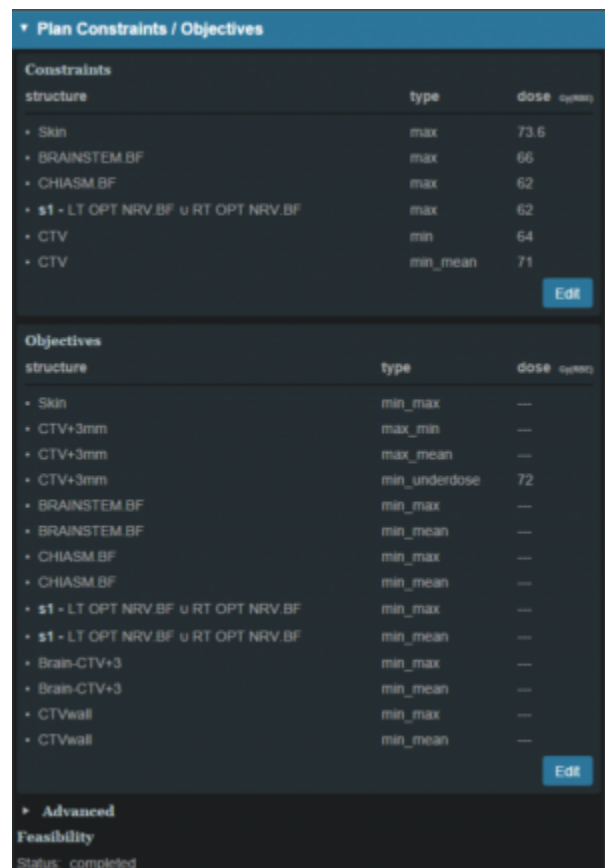 ▾ Plan Constraints / Objectives
Constraints
structure type dose Gy(RBE)
• Skin max 73.6
• BRAINSTEM.BF max 66
• CHIASM.BF max 62
• s1 - LT OPT NRV.BF ∪ RT OPT NRV.BF max 62
• CTV min 64
• CTV min_mean 71
Edit
Objectives
structure type dose Gy(RBE)
• Skin min_max —
• CTV+3mm max_min —
• CTV+3mm max_mean —
• CTV+3mm min_underdose 72
• BRAINSTEM.BF min_max —
• BRAINSTEM.BF min_mean —
• CHIASM.BF min_max —
• CHIASM.BF min_mean —
• s1 - LT OPT NRV.BF ∪ RT OPT NRV.BF min_max —
• s1 - LT OPT NRV.BF ∪ RT OPT NRV.BF min_mean —
• Brain-CTV+3 min_max —
• Brain-CTV+3 min_mean —
• CTVwall min_max —
• CTVwall min_mean —
Edit
▸ Advanced
Feasibility
Status: completed